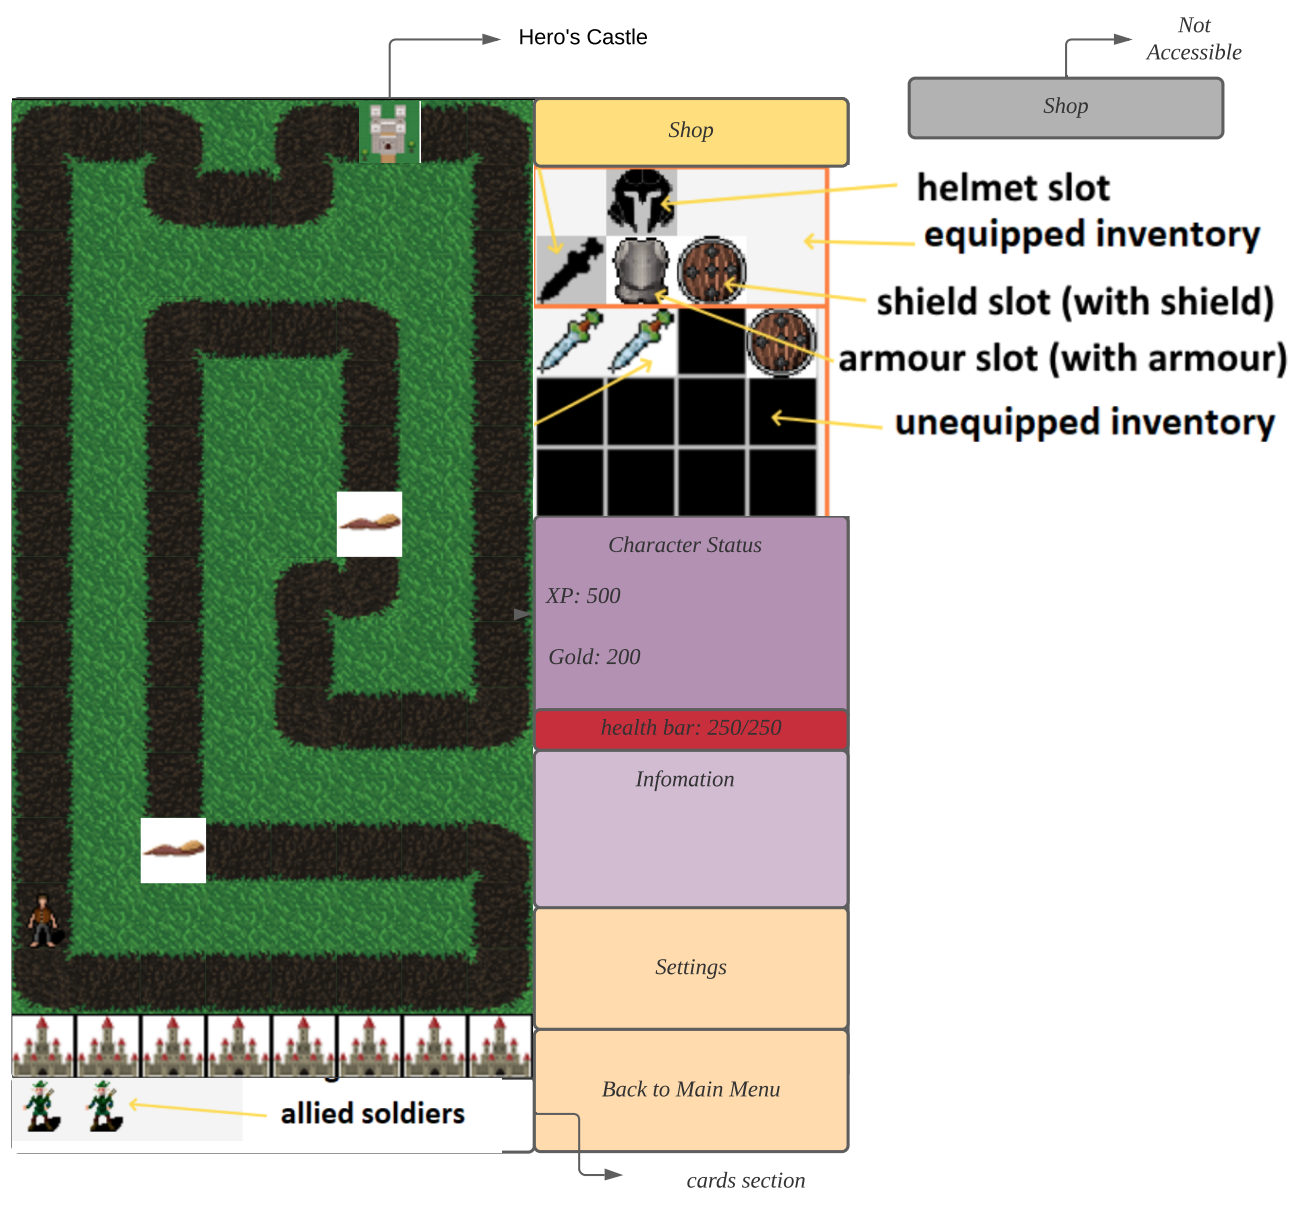 Hero's Castle
Not
Accessible
Shop
Shop
helmet slot
equipped inventory
shield slot (with shield)
armour slot (with armour)
unequipped inventory
Character Status
XP: 500
Gold: 200
health bar: 250/250
Infomation
Settings
Back to Main Menu
allied soldiers
cards section